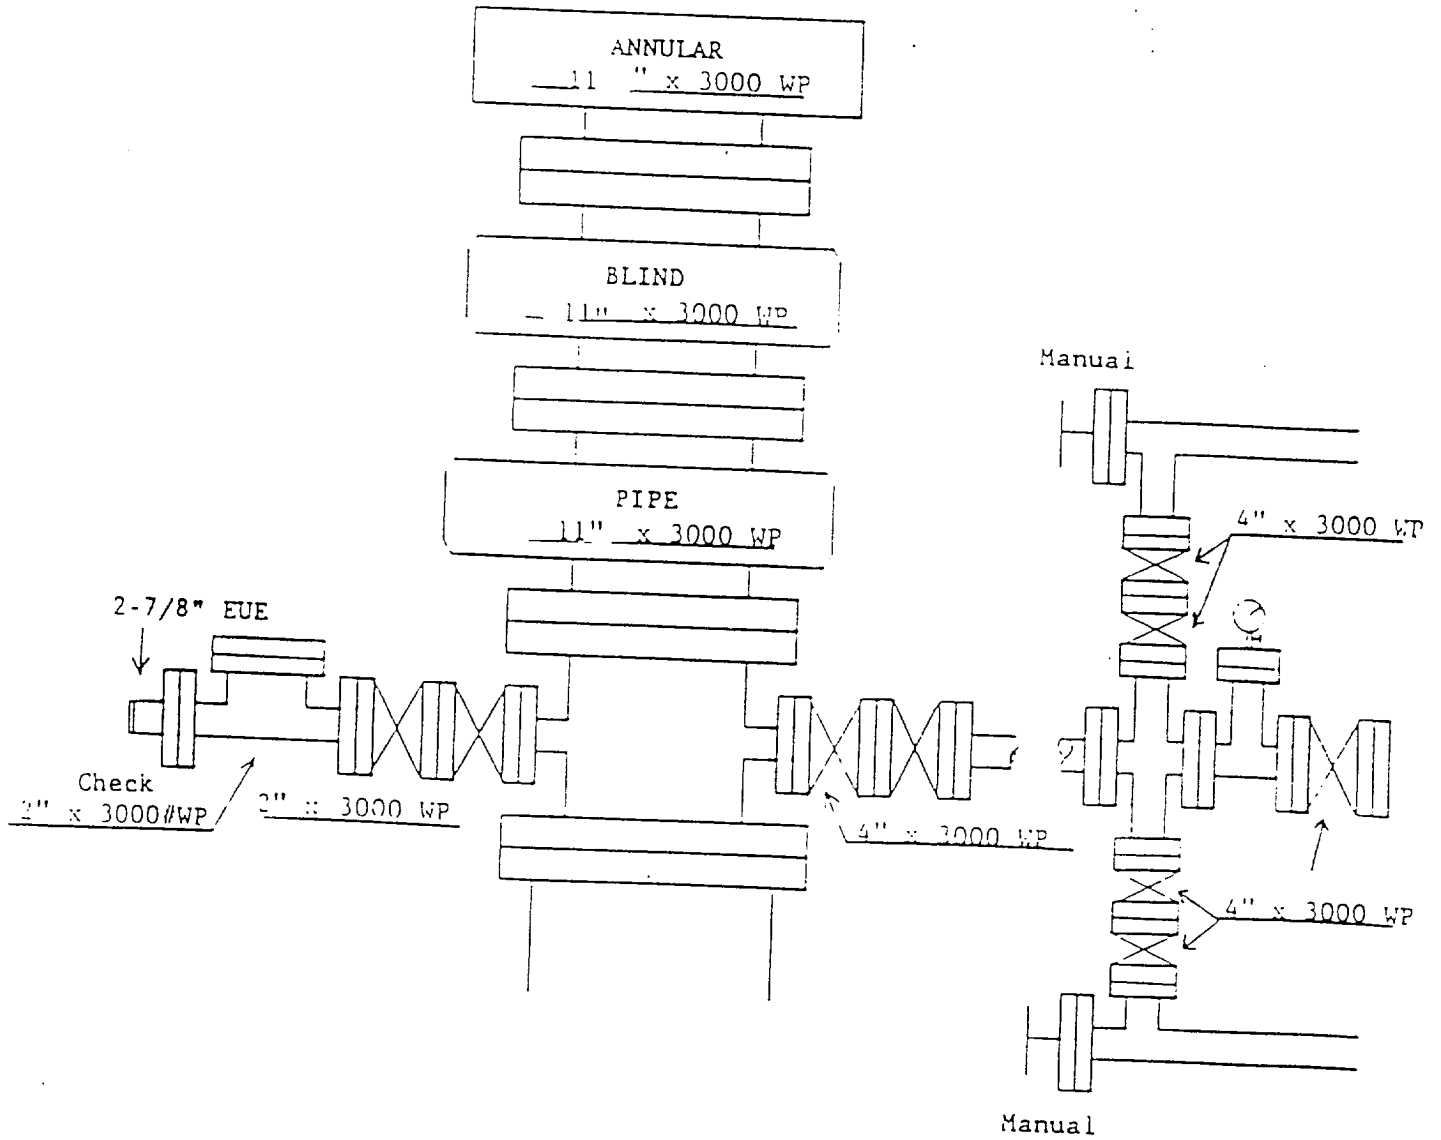 ANNULAR
11 " x 3000 WP
BLIND
11" x 3000 WP
Manual
PIPE
11" x 3000 WP
4" x 3000 WP
2-7/8" EUE
Check
2" x 3000#WP
2" x 3000 WP
4" x 3000 WP
4" x 3000 WP
Manual